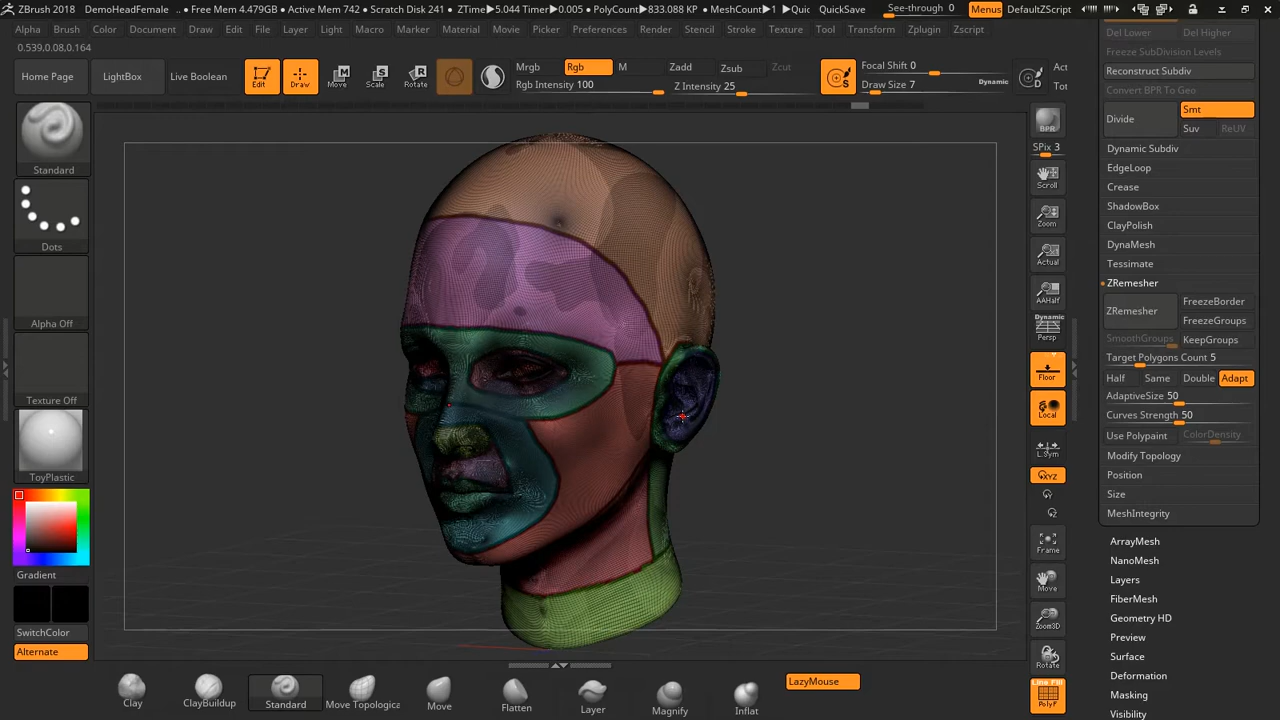 ZBrush 2018 DemoHeadFemale .. • Free Mem 4.479GB • Active Mem 742 • Scratch Disk 241 • ZTime▸5.044 Timer▸0.005 • PolyCount▸833.088 KP • MeshCount▸1 ▸Quic QuickSave See-through 0 Menus DefaultZScript
Alpha Brush Color Document Draw Edit File Layer Light Macro Marker Material Movie Picker Preferences Render Stencil Stroke Texture Tool Transform Zplugin Zscript
0.539,0.08,0.164
Home Page LightBox Live Boolean Edit Draw Move Scale Rotate
Mrgb Rgb M Zadd Zsub Zcut
Rgb Intensity 100 Z Intensity 25
Focal Shift 0
Draw Size 7 Dynamic
Act
Tot
Standard
Dots
Alpha Off
Texture Off
ToyPlastic
Gradient
SwitchColor
Alternate
BPR
SPix 3
Scroll
Zoom
Actual
AAHalf
Dynamic
Persp
Floor
Local
L.Sym
XYZ
Frame
Move
Zoom3D
Rotate
Line Fill
PolyF
Del Lower Del Higher
Freeze SubDivision Levels
Reconstruct Subdiv
Convert BPR To Geo
Divide Smt
Suv ReUV
Dynamic Subdiv
EdgeLoop
Crease
ShadowBox
ClayPolish
DynaMesh
Tessimate
ZRemesher
ZRemesher FreezeBorder
FreezeGroups
SmoothGroups KeepGroups
Target Polygons Count 5
Half Same Double Adapt
AdaptiveSize 50
Curves Strength 50
Use Polypaint ColorDensity
Modify Topology
Position
Size
MeshIntegrity
ArrayMesh
NanoMesh
Layers
FiberMesh
Geometry HD
Preview
Surface
Deformation
Masking
Visibility
Clay ClayBuildup Standard Move Topologica Move Flatten Layer Magnify Inflat
LazyMouse